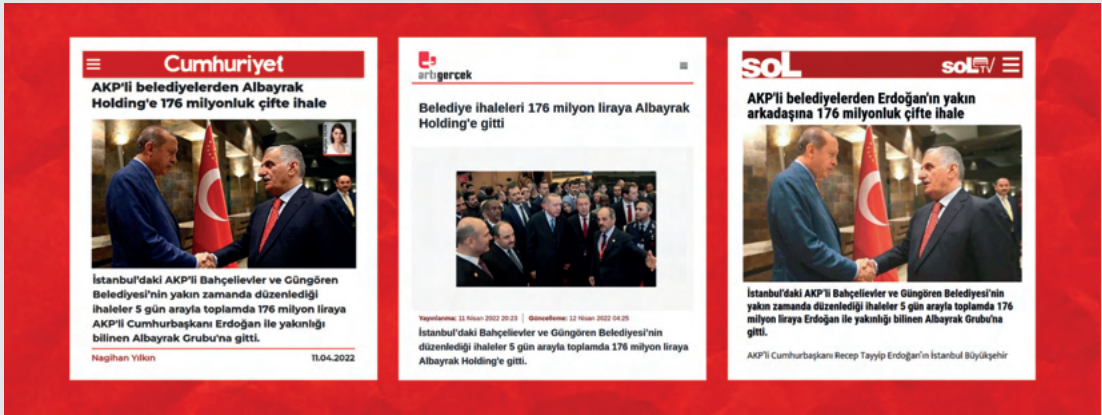 Cumhuriyet
AKP'li belediyelerden Albayrak
Holding'e 176 milyonluk çifte ihale
İstanbul'daki AKP'li Bahçelievler ve Güngören
Belediyesi'nin yakın zamanda düzenlediği
ihaleler 5 gün arayla toplamda 176 milyon liraya
AKP'li Cumhurbaşkanı Erdoğan ile yakınlığı
bilinen Albayrak Grubu'na gitti.
Nagihan Yılkın 11.04.2022
artıgerçek
Belediye ihaleleri 176 milyon liraya Albayrak
Holding'e gitti
Yayınlanma: 11 Nisan 2022 20:23 Güncelleme: 12 Nisan 2022 04:25
İstanbul'daki Bahçelievler ve Güngören Belediyesi'nin
düzenlediği ihaleler 5 gün arayla toplamda 176 milyon liraya
Albayrak Holding'e gitti.
soL soL TV
AKP'li belediyelerden Erdoğan'ın yakın
arkadaşına 176 milyonluk çifte ihale
İstanbul'daki AKP'li Bahçelievler ve Güngören Belediyesi'nin
yakın zamanda düzenlediği ihaleler 5 gün arayla toplamda 176
milyon liraya Erdoğan ile yakınlığı bilinen Albayrak Grubu'na
gitti.
AKP'li Cumhurbaşkanı Recep Tayyip Erdoğan'ın İstanbul Büyükşehir